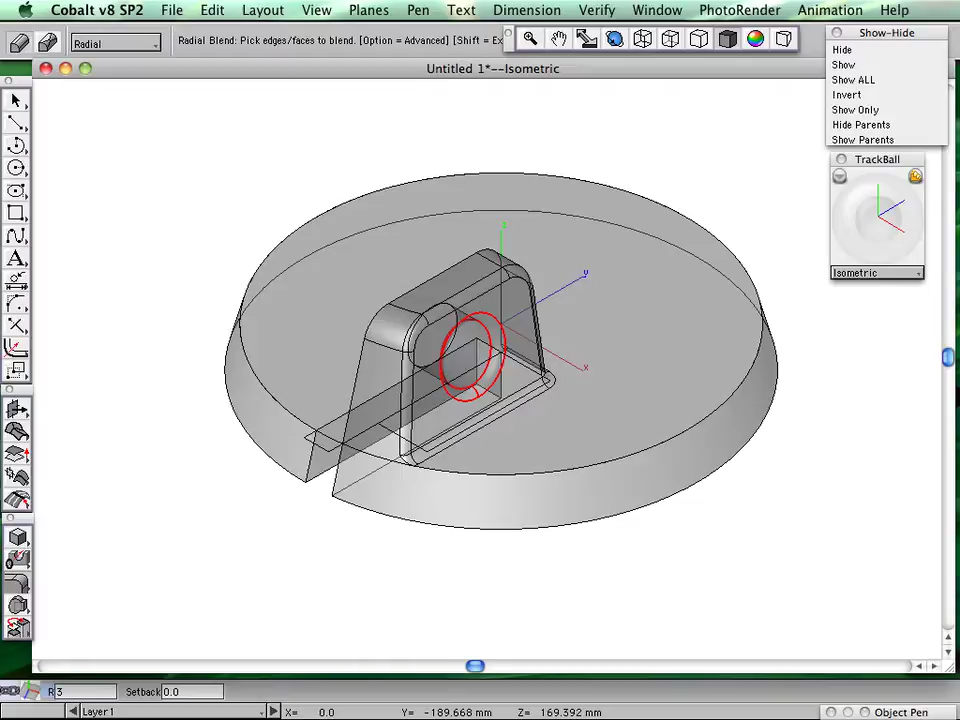 Cobalt v8 SP2 File Edit Layout View Planes Pen Text Dimension Verify Window PhotoRender Animation Help
Radial
Radial Blend: Pick edges/faces to blend. [Option = Advanced] [Shift = Ex
Untitled 1*--Isometric
Show-Hide
Hide
Show
Show ALL
Invert
Show Only
Hide Parents
Show Parents
TrackBall
Isometric
z
y
x
A
R 3 Setback 0.0
Layer1 X= 0.0 Y= -189.668 mm Z= 169.392 mm Object Pen